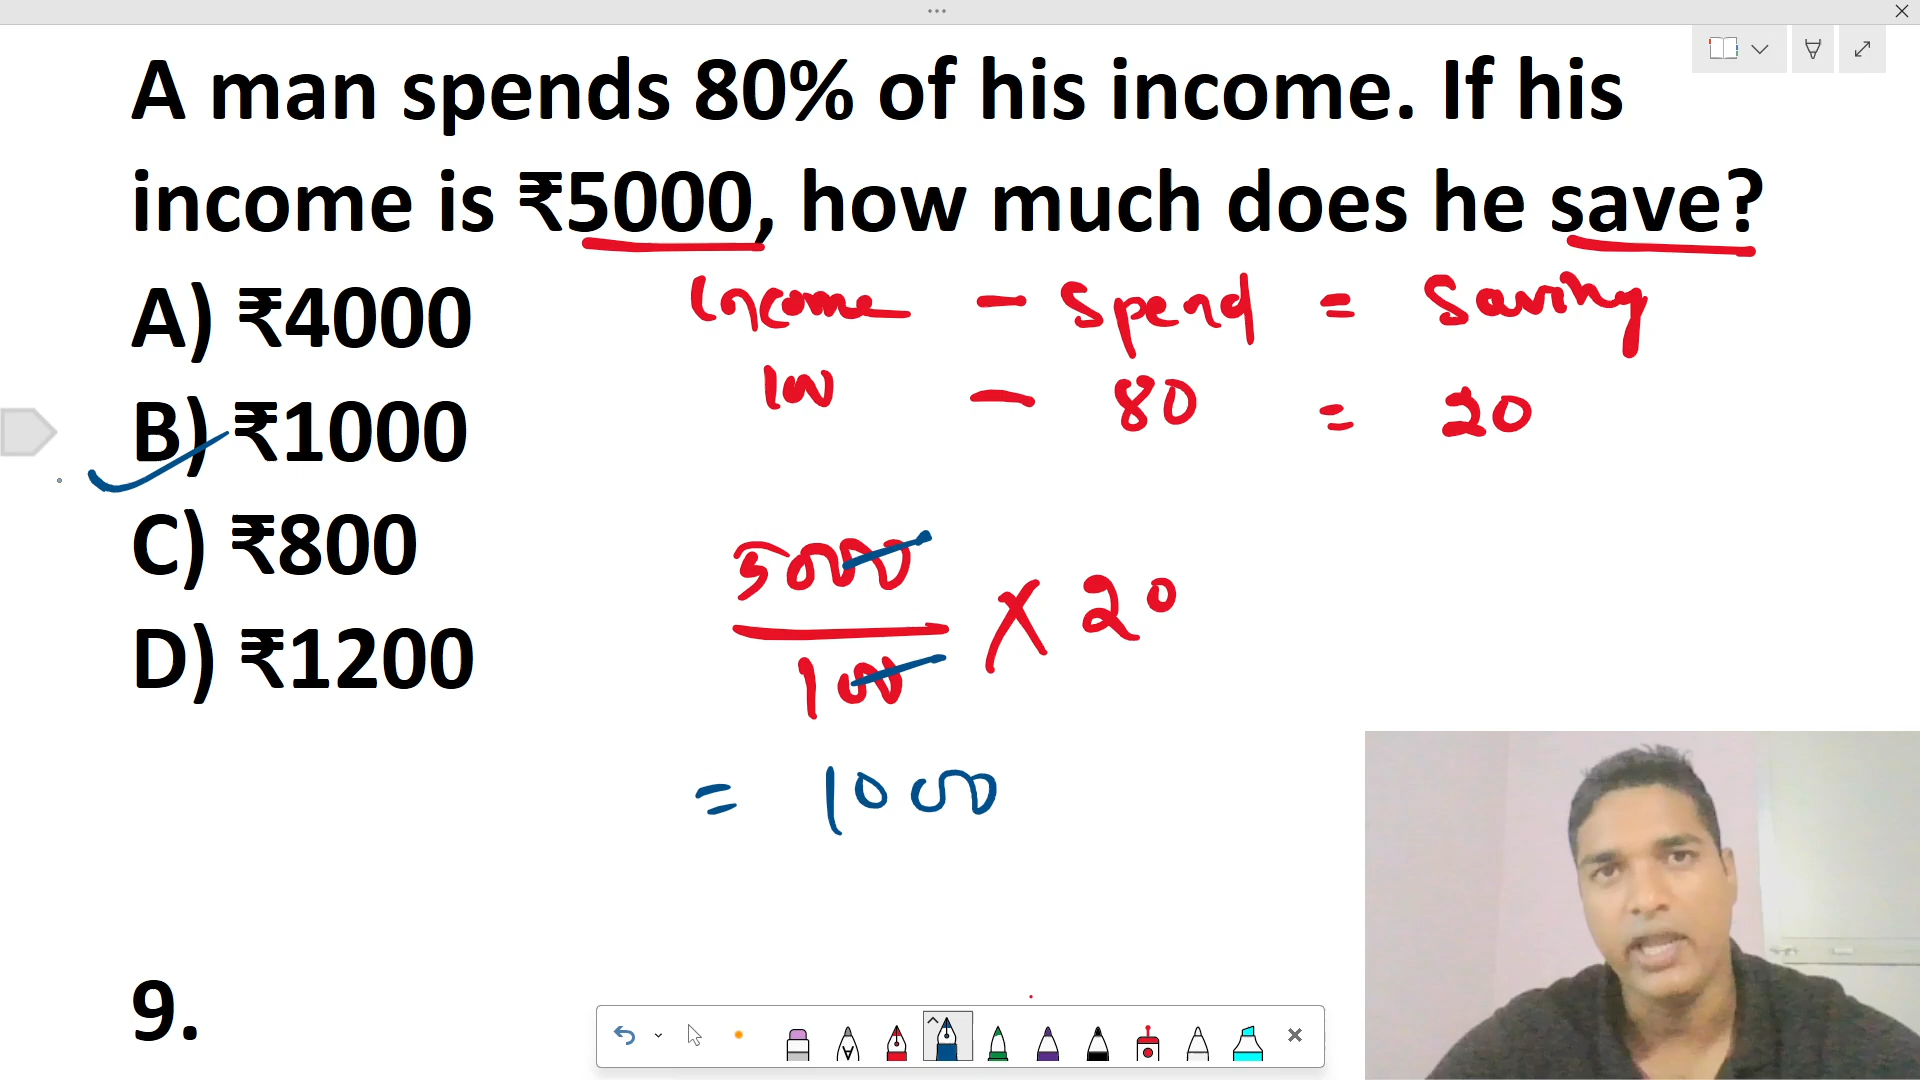 A man spends 80% of his income. If his
income is ₹5000, how much does he save?
A) ₹4000
B) ₹1000
C) ₹800
D) ₹1200
Income - Spend = Saving
100 - 80 = 20
5000
100
X 20
= 1000
9.